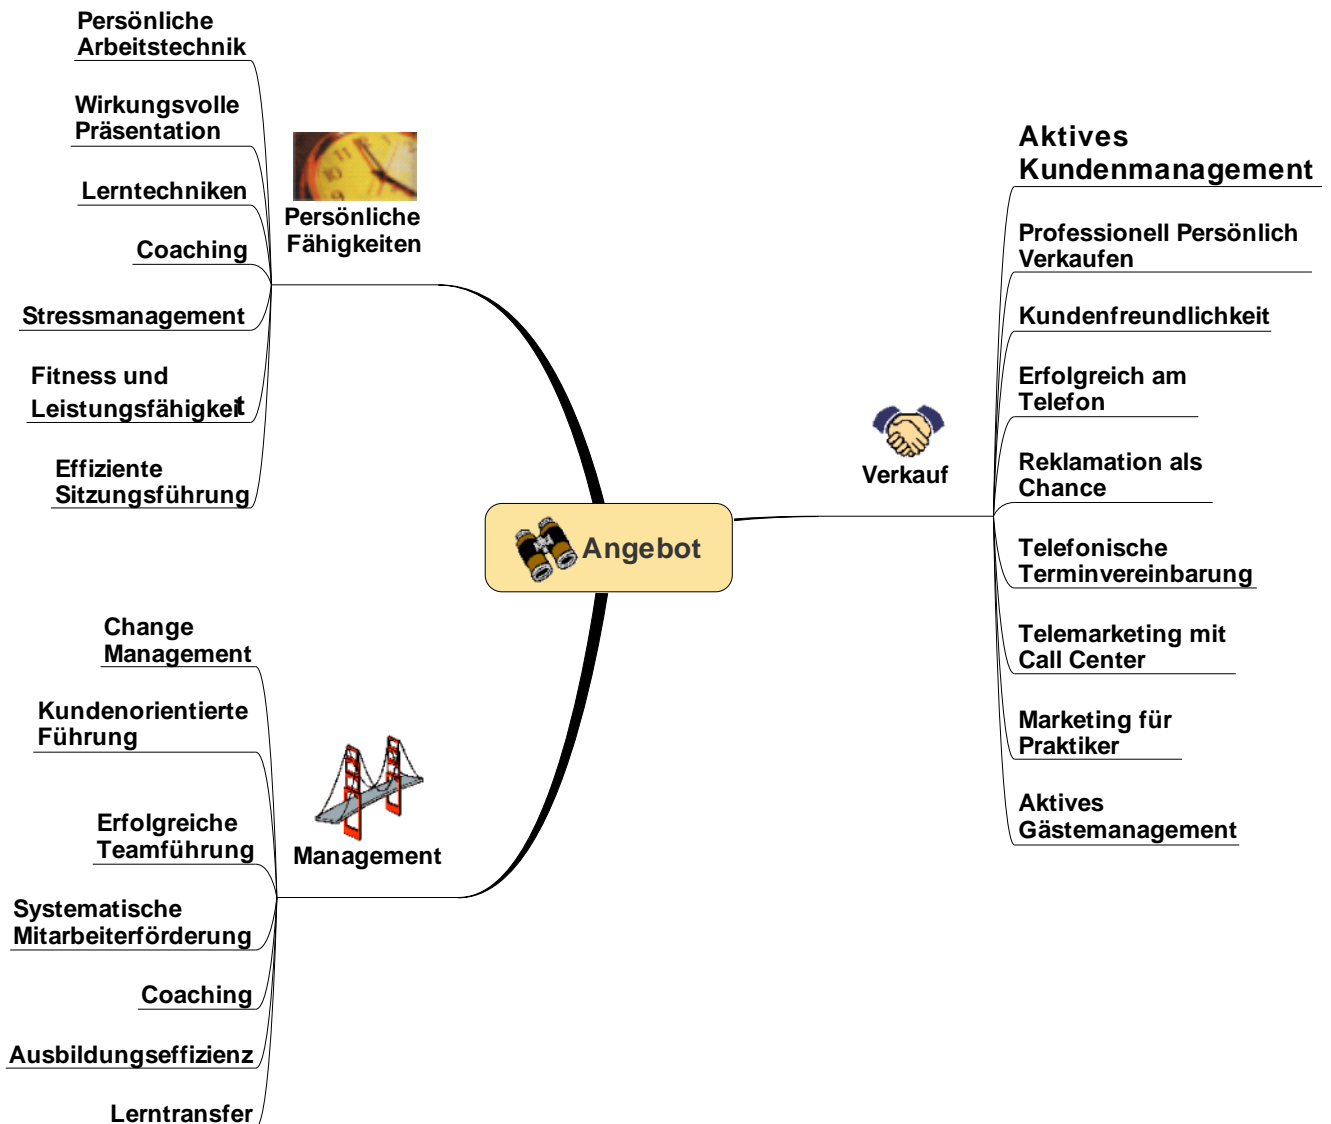 Persönliche
Arbeitstechnik
Wirkungsvolle
Präsentation
Lerntechniken
Coaching
Stressmanagement
Fitness und
Leistungsfähigkeit
Effiziente
Sitzungsführung
Persönliche
Fähigkeiten
Angebot
Verkauf
Aktives
Kundenmanagement
Professionell Persönlich
Verkaufen
Kundenfreundlichkeit
Erfolgreich am
Telefon
Reklamation als
Chance
Telefonische
Terminvereinbarung
Telemarketing mit
Call Center
Marketing für
Praktiker
Aktives
Gästemanagement
Management
Change
Management
Kundenorientierte
Führung
Erfolgreiche
Teamführung
Systematische
Mitarbeiterförderung
Coaching
Ausbildungseffizienz
Lerntransfer